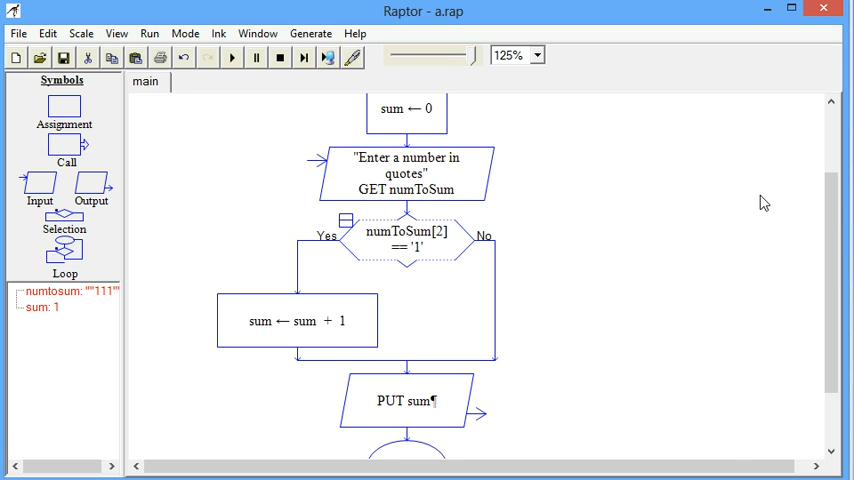 Raptor - a.rap
File Edit Scale View Run Mode Ink Window Generate Help
125%
Symbols
main
Assignment
Call
Input Output
Selection
Loop
numtosum: ""111"
sum: 1
sum ← 0
"Enter a number in
quotes"
GET numToSum
Yes
numToSum[2]
== '1'
No
sum ← sum + 1
PUT sum¶